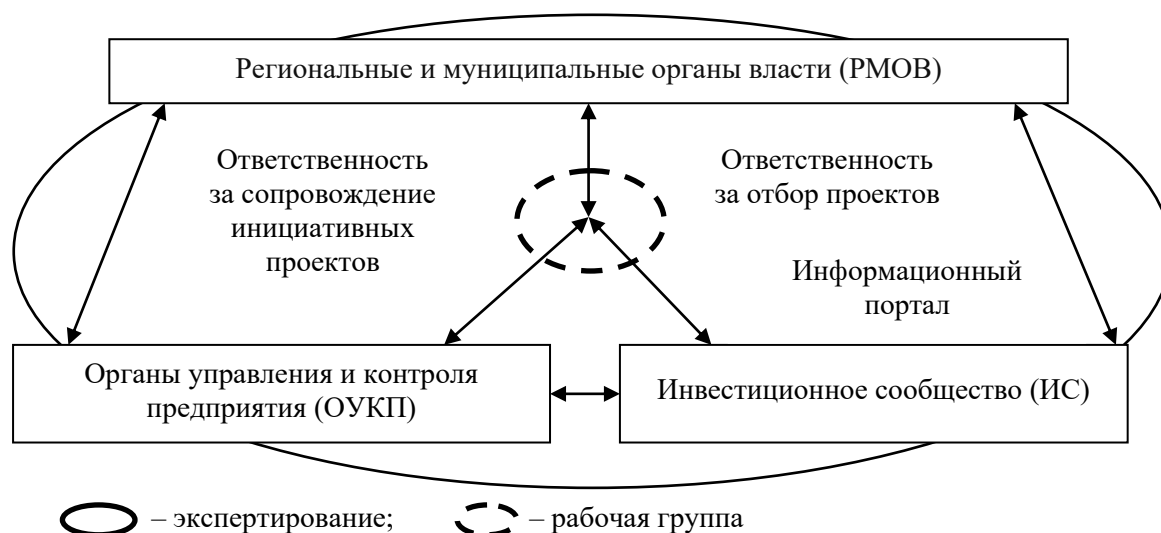 Региональные и муниципальные органы власти (РМОВ)
Ответственность
за сопровождение
инициативных
проектов
Ответственность
за отбор проектов
Информационный
портал
Органы управления и контроля
предприятия (ОУКП)
Инвестиционное сообщество (ИС)
– экспертирование;
– рабочая группа